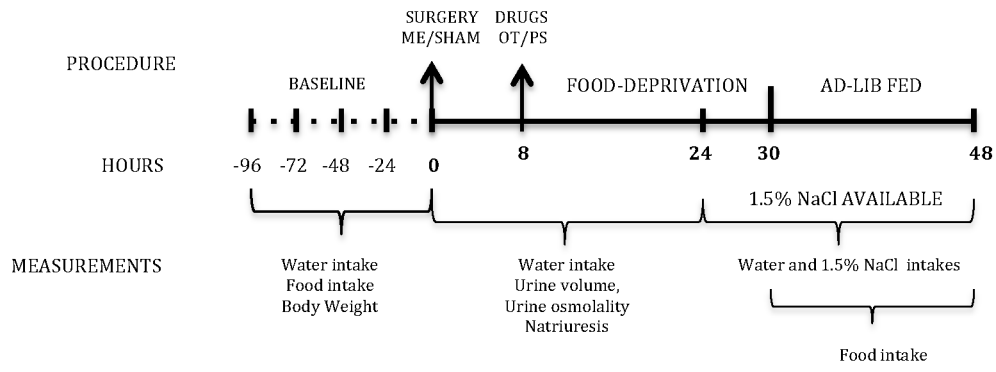 SURGERY DRUGS
ME/SHAM OT/PS
PROCEDURE
BASELINE
FOOD-DEPRIVATION
AD-LIB FED
HOURS
-96 -72 -48 -24 0 8 24 30 48
1.5% NaCl AVAILABLE
MEASUREMENTS
Water intake
Food intake
Body Weight
Water intake
Urine volume,
Urine osmolality
Natriuresis
Water and 1.5% NaCl intakes
Food intake